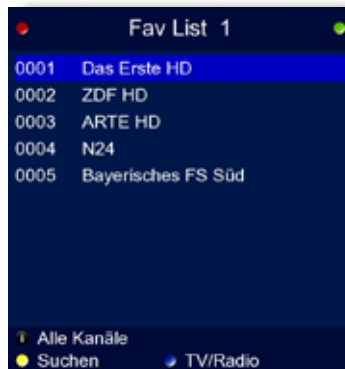 Fav List 1
0001 Das Erste HD
0002 ZDF HD
0003 ARTE HD
0004 N24
0005 Bayerisches FS Süd
Alle Kanäle
Suchen TV/Radio